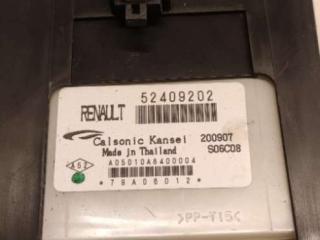 52409202
RENAULT
Calsonic Kansei 200907
Made in Thailand S06C08
A05010A6400004
*79A06012*
>PP-T15<